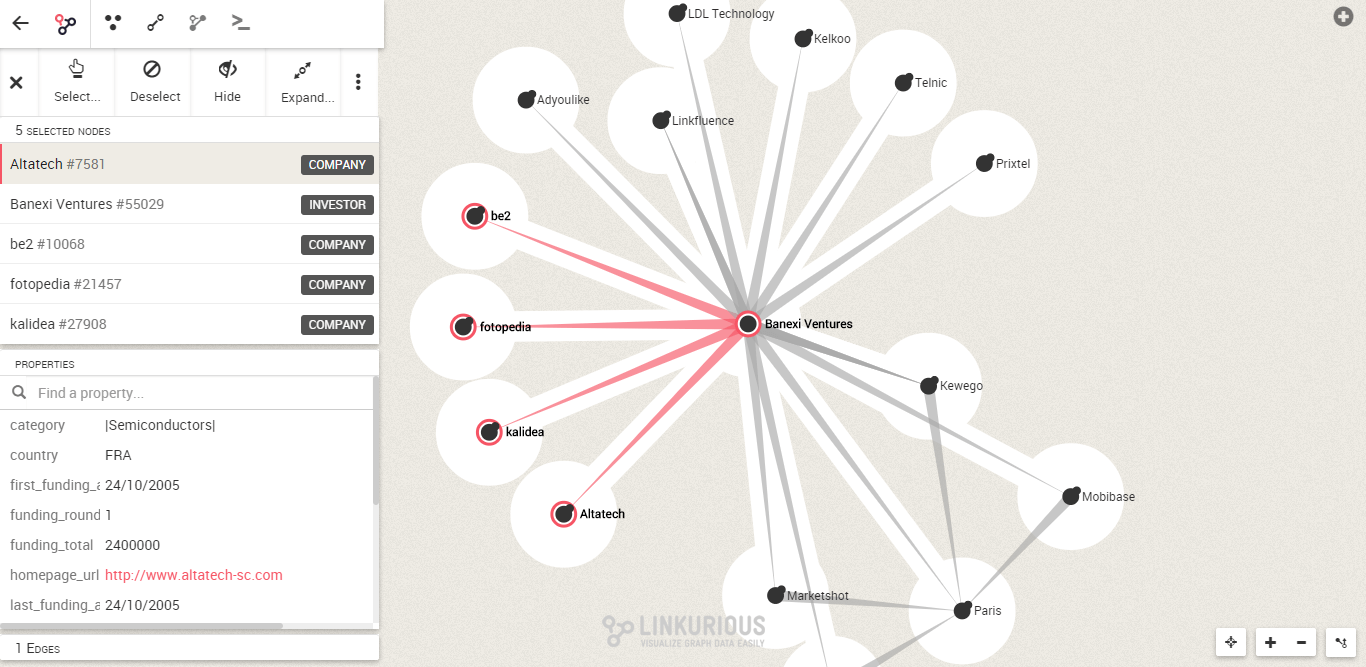 Select...
Deselect
Hide
Expand...
5 SELECTED NODES
Altatech #7581 COMPANY
Banexi Ventures #55029 INVESTOR
be2 #10068 COMPANY
fotopedia #21457 COMPANY
kalidea #27908 COMPANY
PROPERTIES
Find a property...
category |Semiconductors|
country FRA
first_funding_a 24/10/2005
funding_round 1
funding_total 2400000
homepage_url http://www.altatech-sc.com
last_funding_a 24/10/2005
1 EDGES
LDL Technology
Kelkoo
Telnic
Adyoulike
Linkfluence
Prixtel
be2
fotopedia
Banexi Ventures
Kewego
kalidea
Mobibase
Altatech
Marketshot
Paris
LINKURIOUS
VISUALIZE GRAPH DATA EASILY